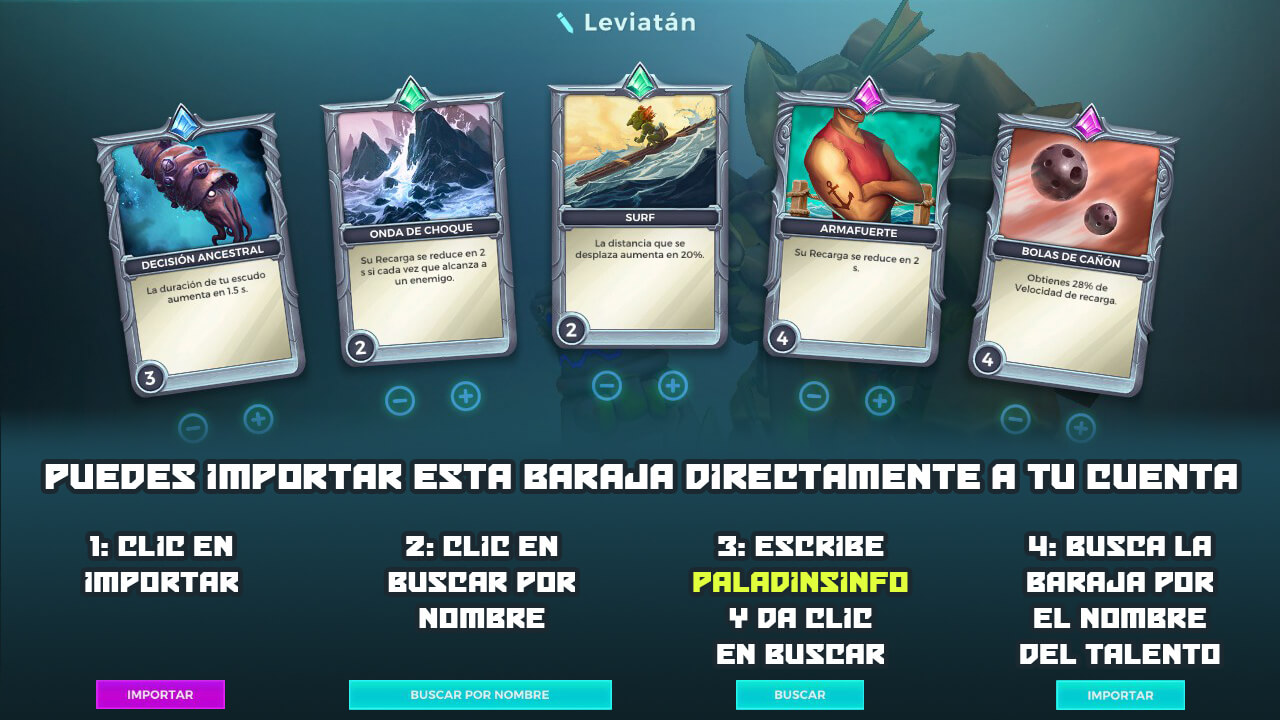 Leviatán
DECISIÓN ANCESTRAL
La duración de tu escudo
aumenta en 1.5 s.
3
ONDA DE CHOQUE
Su Recarga se reduce en 2
s si cada vez que alcanza a
un enemigo.
2
SURF
La distancia que se
desplaza aumenta en 20%.
2
ARMAFUERTE
Su Recarga se reduce en 2
s.
4
BOLAS DE CAÑÓN
Obtienes 28% de
Velocidad de recarga.
4
PUEDES IMPORTAR ESTA BARAJA DIRECTAMENTE A TU CUENTA
1: CLIC EN
IMPORTAR
IMPORTAR
2: CLIC EN
BUSCAR POR
NOMBRE
BUSCAR POR NOMBRE
3: ESCRIBE
PALADINSINFO
Y DA CLIC
EN BUSCAR
BUSCAR
4: BUSCA LA
BARAJA POR
EL NOMBRE
DEL TALENTO
IMPORTAR